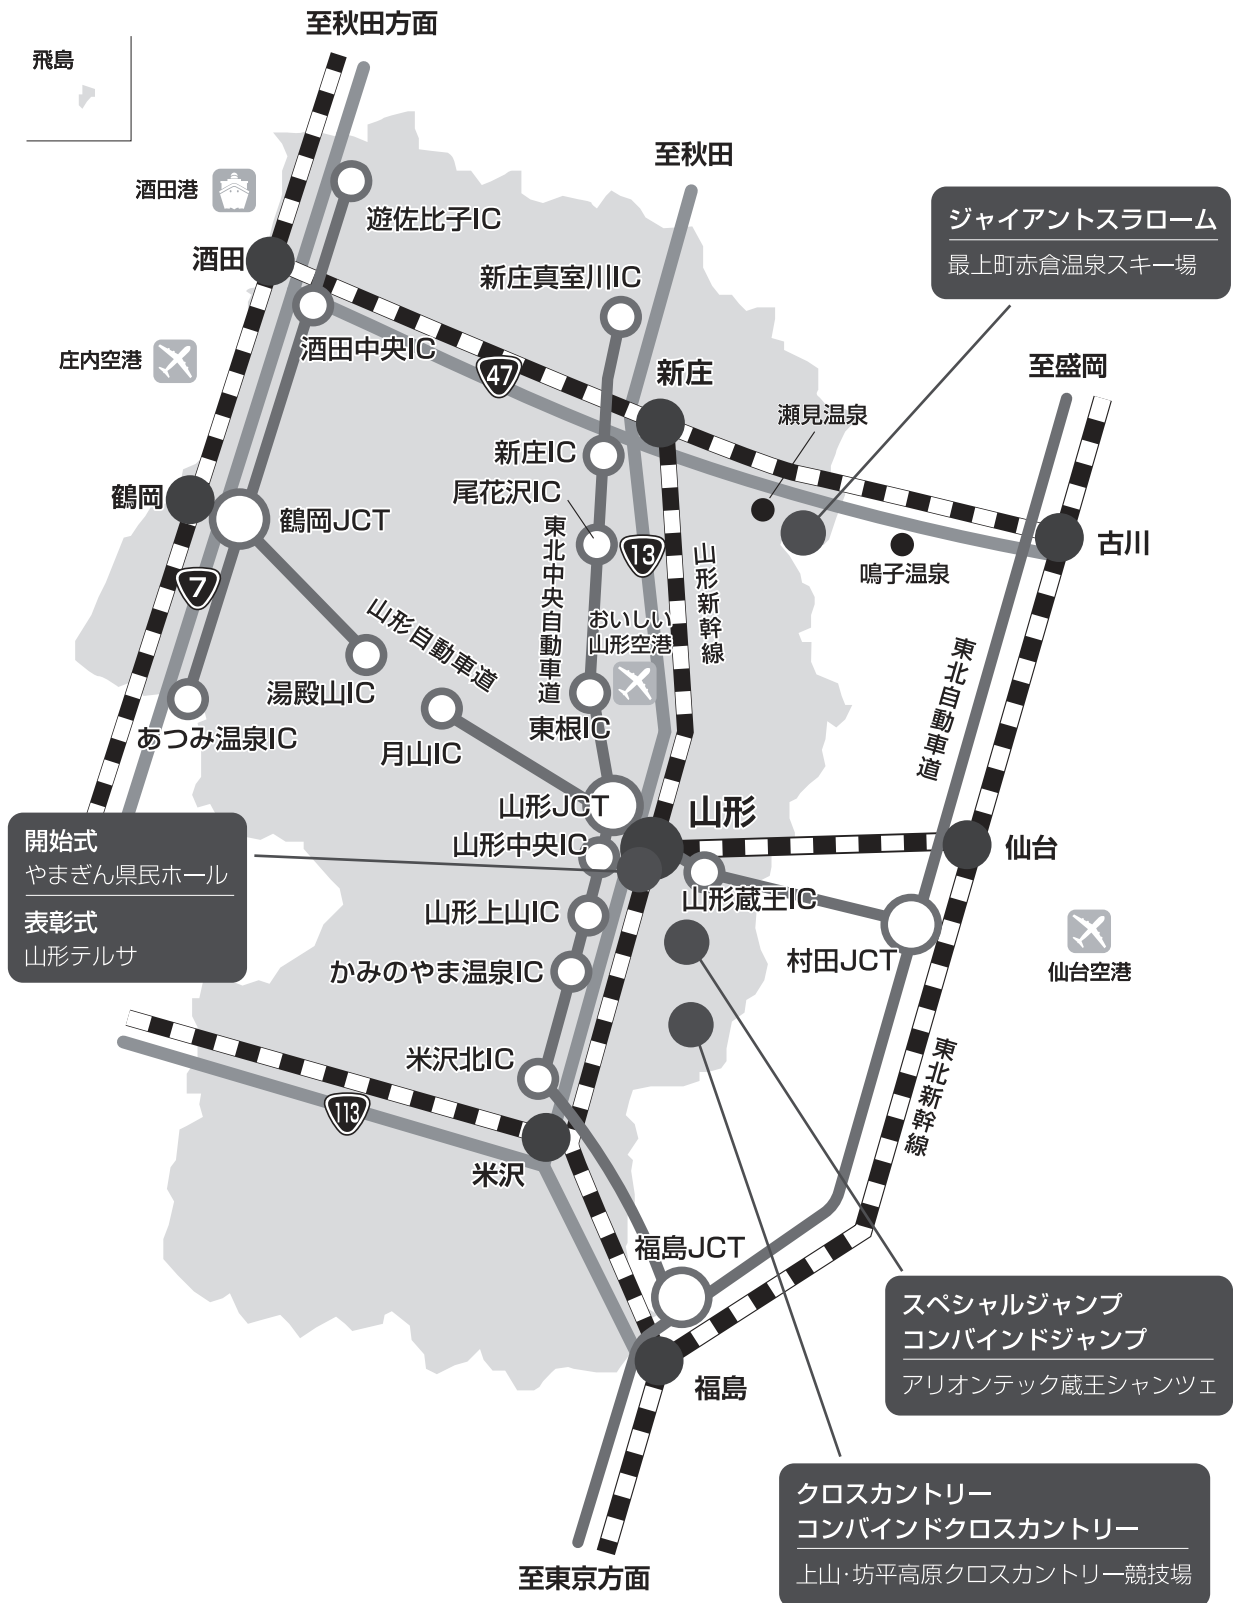 至秋田方面
飛島
至秋田
酒田港
遊佐比子IC
ジャイアントスラローム
最上町赤倉温泉スキー場
酒田
新庄真室川IC
酒田中央IC
庄内空港
47
新庄
至盛岡
瀬見温泉
新庄IC
尾花沢IC
鶴岡
鶴岡JCT
東北中央自動車道
13
山形新幹線
古川
鳴子温泉
7
山形自動車道
おいしい
山形空港
湯殿山IC
東北自動車道
あつみ温泉IC
月山IC
東根IC
山形JCT
山形
開始式
やまぎん県民ホール
表彰式
山形テルサ
山形中央IC
仙台
山形蔵王IC
山形上山IC
村田JCT
仙台空港
かみのやま温泉IC
米沢北IC
東北新幹線
113
米沢
福島JCT
スペシャルジャンプ
コンバインドジャンプ
アリオンテック蔵王シャンツェ
福島
クロスカントリー
コンバインドクロスカントリー
上山・坊平高原クロスカントリー競技場
至東京方面